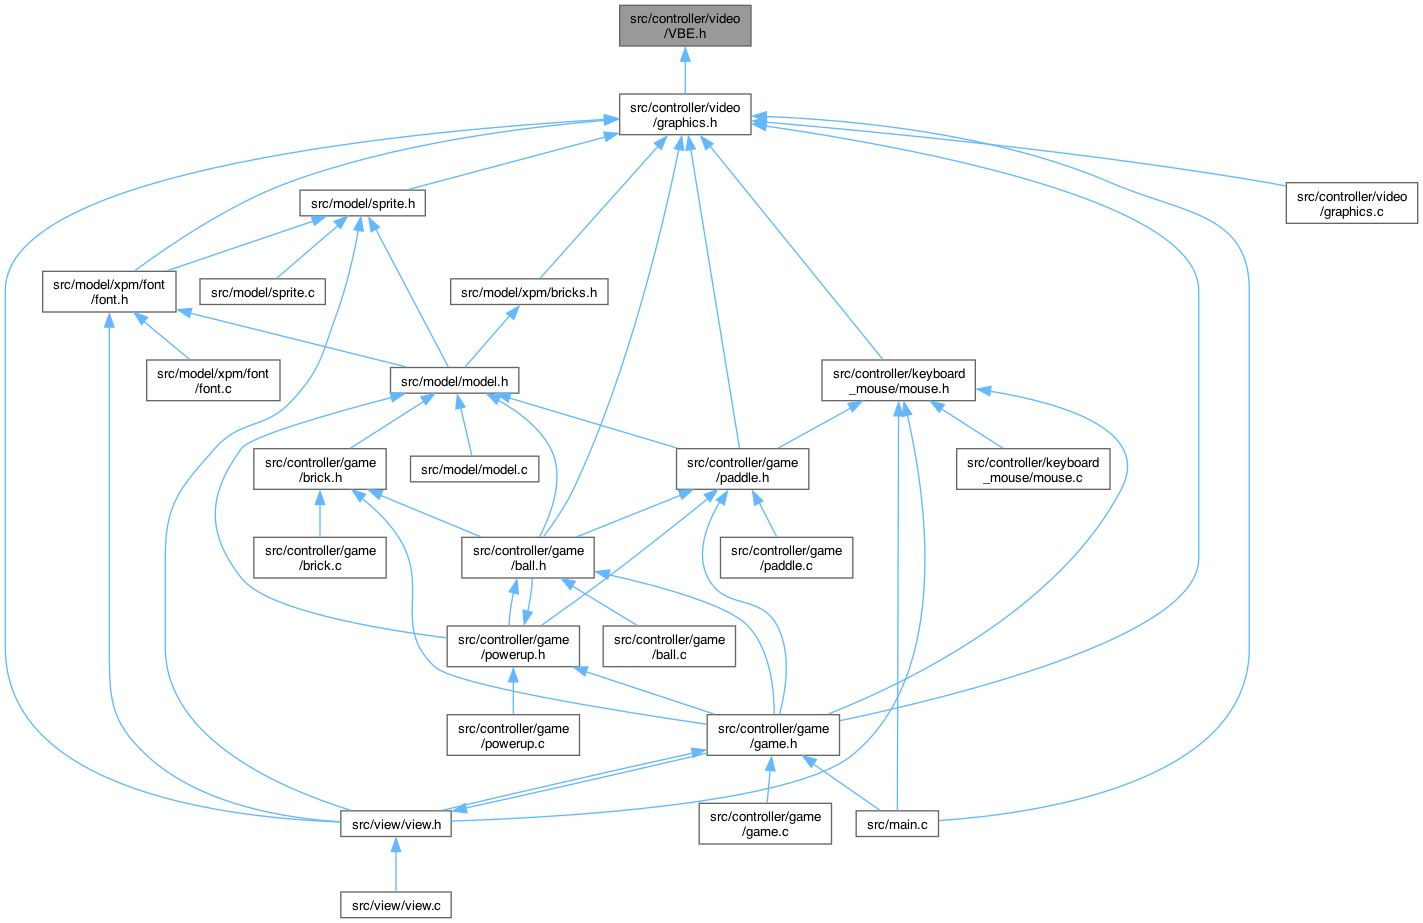 src/controller/video
/VBE.h
src/controller/video
/graphics.h
src/model/sprite.h
src/controller/video
/graphics.c
src/model/xpm/font
/font.h
src/model/sprite.c
src/model/xpm/bricks.h
src/model/xpm/font
/font.c
src/model/model.h
src/controller/keyboard
_mouse/mouse.h
src/controller/game
/brick.h
src/model/model.c
src/controller/game
/paddle.h
src/controller/keyboard
_mouse/mouse.c
src/controller/game
/brick.c
src/controller/game
/ball.h
src/controller/game
/paddle.c
src/controller/game
/powerup.h
src/controller/game
/ball.c
src/controller/game
/powerup.c
src/controller/game
/game.h
src/view/view.h
src/controller/game
/game.c
src/main.c
src/view/view.c